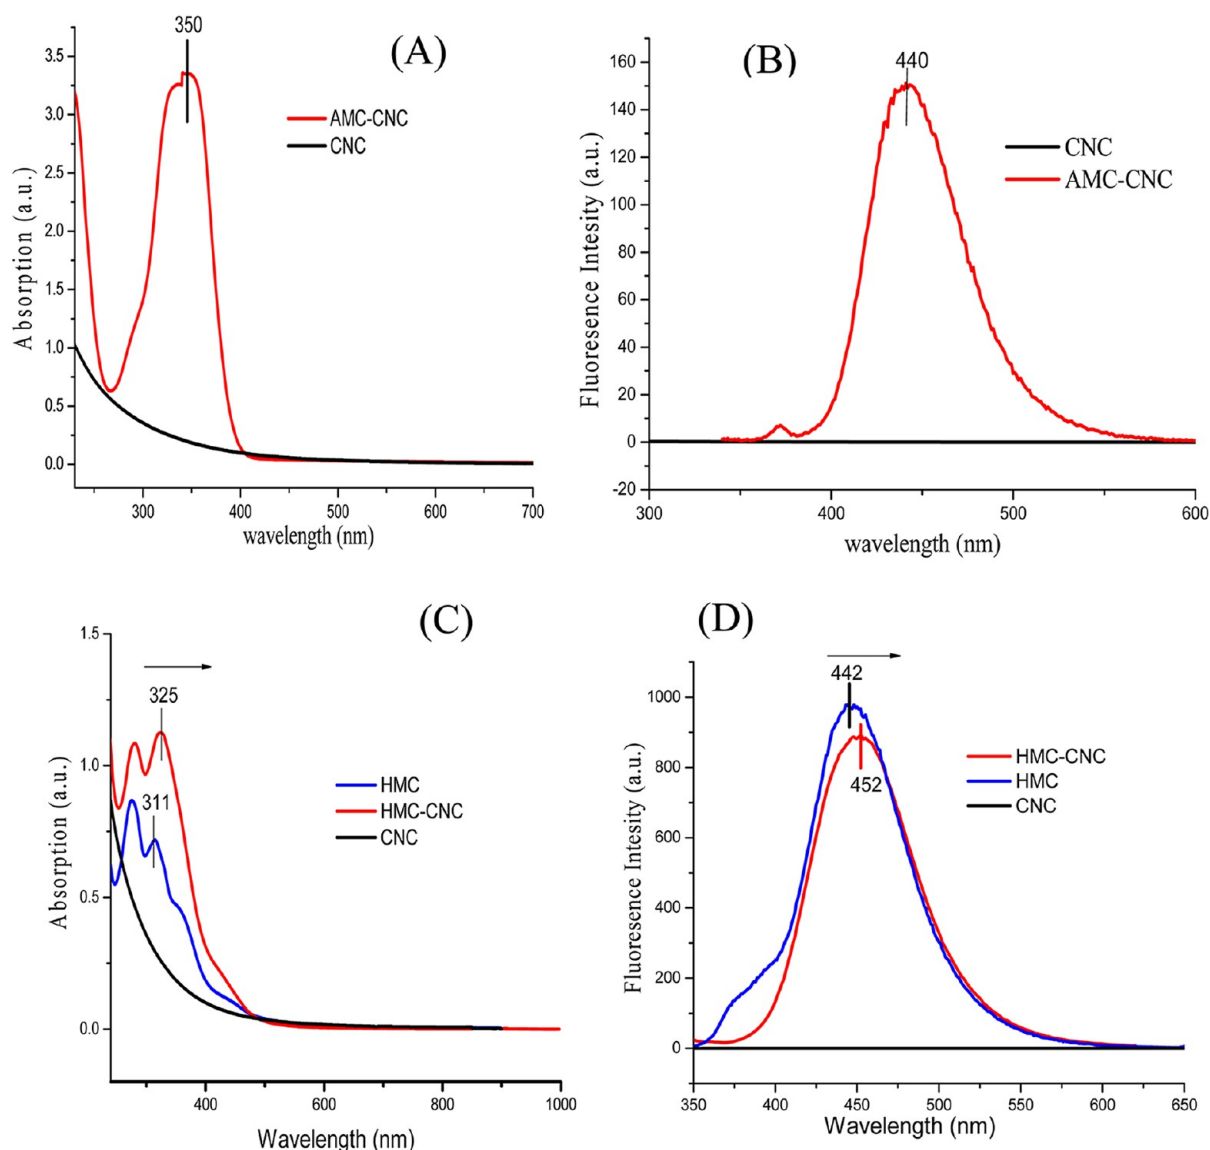 (A)
350
AMC-CNC
CNC
Absorption (a.u.)
3.5
3.0
2.5
2.0
1.5
1.0
0.5
0.0
300 400 500 600 700
wavelength (nm)
(B)
440
CNC
AMC-CNC
Fluoresence Intesity (a.u.)
160
140
120
100
80
60
40
20
0
-20
300 400 500 600
wavelength (nm)
(C)
325
311
HMC
HMC-CNC
CNC
Absorption (a.u.)
1.5
1.0
0.5
0.0
400 600 800 1000
Wavelength (nm)
(D)
442
452
HMC-CNC
HMC
CNC
Fluoresence Intesity (a.u.)
1000
800
600
400
200
0
350 400 450 500 550 600 650
Wavelength (nm)